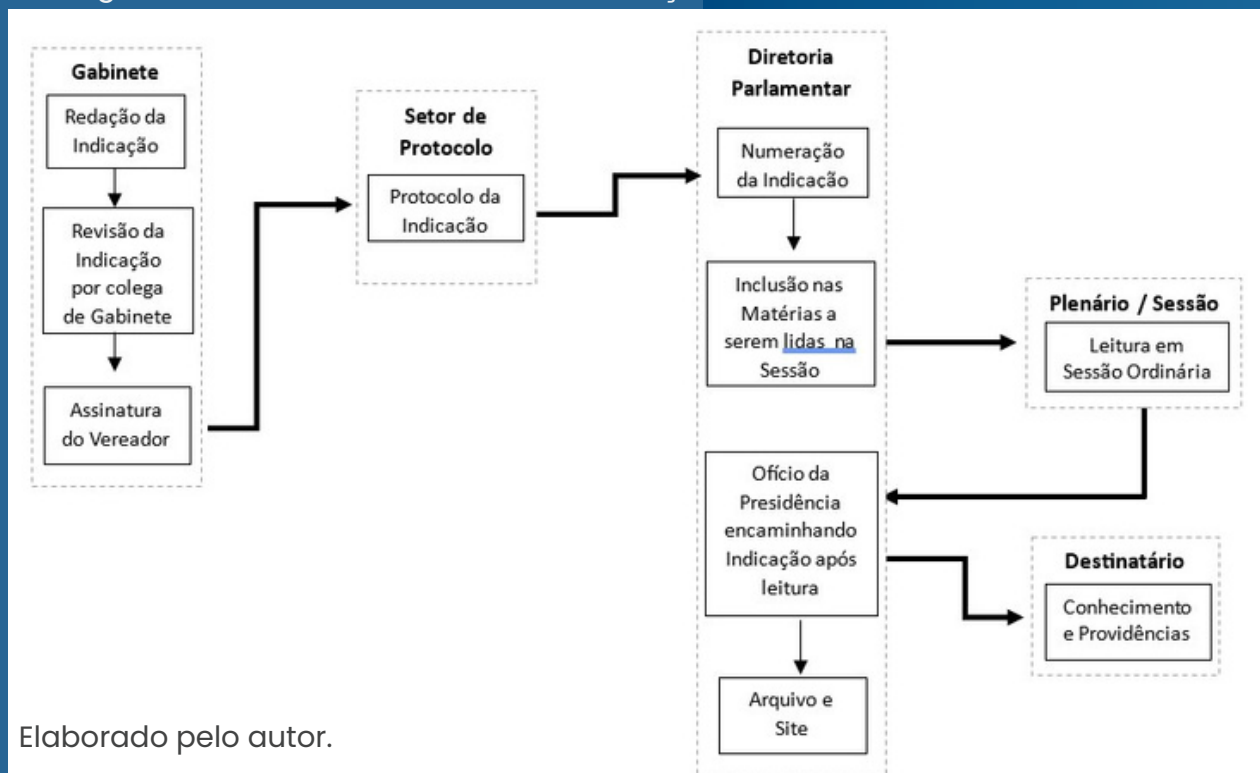 Gabinete
Redação da
Indicação
Revisão da
Indicação
por colega
de Gabinete
Assinatura
do Vereador
Setor de
Protocolo
Protocolo da
Indicação
Diretoria
Parlamentar
Numeração
da Indicação
Inclusão nas
Matérias a
serem lidas na
Sessão
Plenário / Sessão
Leitura em
Sessão Ordinária
Ofício da
Presidência
encaminhando
Indicação após
leitura
Destinatário
Conhecimento
e Providências
Arquivo e
Site
Elaborado pelo autor.